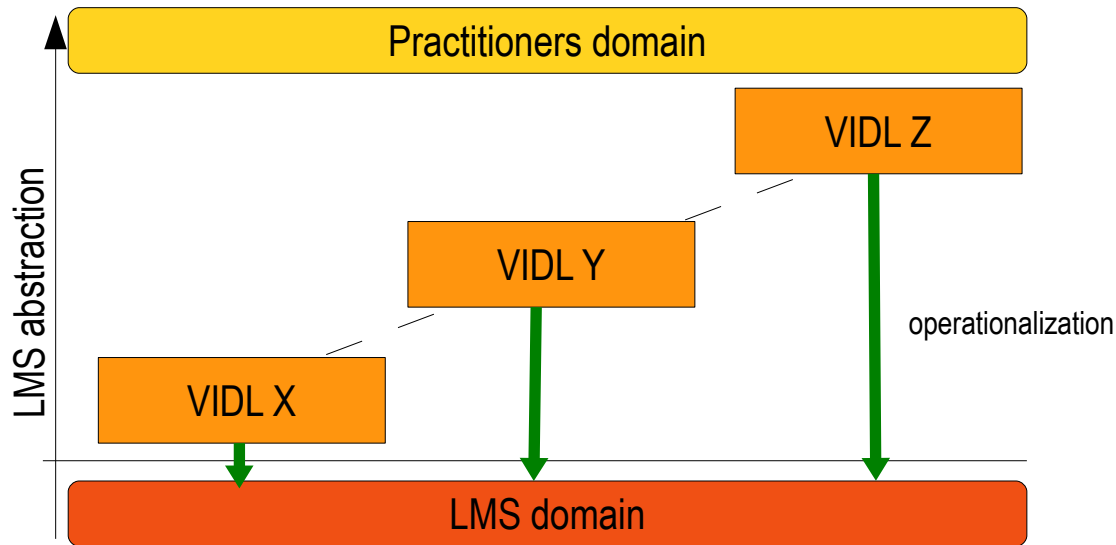 Practitioners domain
VIDL Z
VIDL Y
operationalization
VIDL X
LMS abstraction
LMS domain